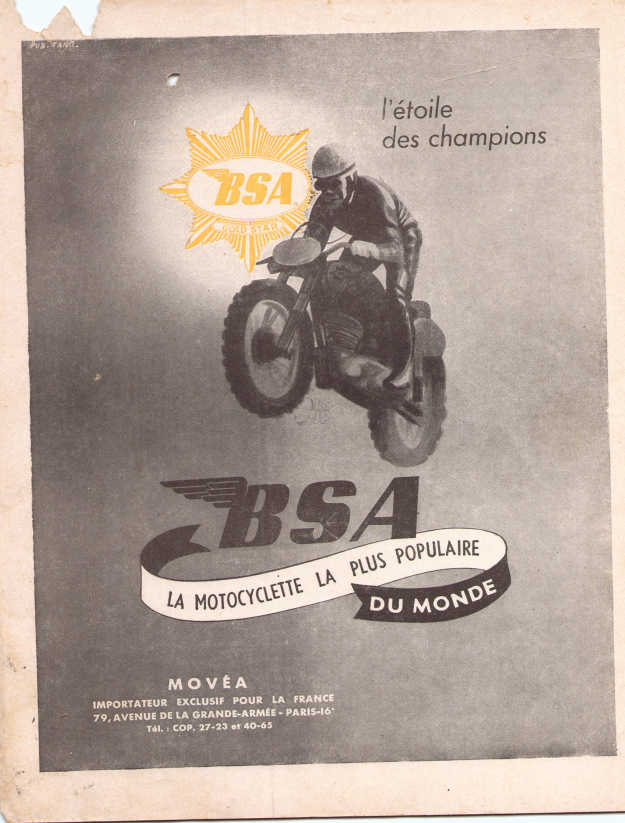 PUB. TANO.
l'étoile
des champions
BSA
GOLD STAR
BSA
LA MOTOCYCLETTE LA PLUS POPULAIRE
DU MONDE
MOVÉA
IMPORTATEUR EXCLUSIF POUR LA FRANCE
79, AVENUE DE LA GRANDE-ARMÉE - PARIS-16ᵉ
Tél. : COP. 27-23 et 40-65